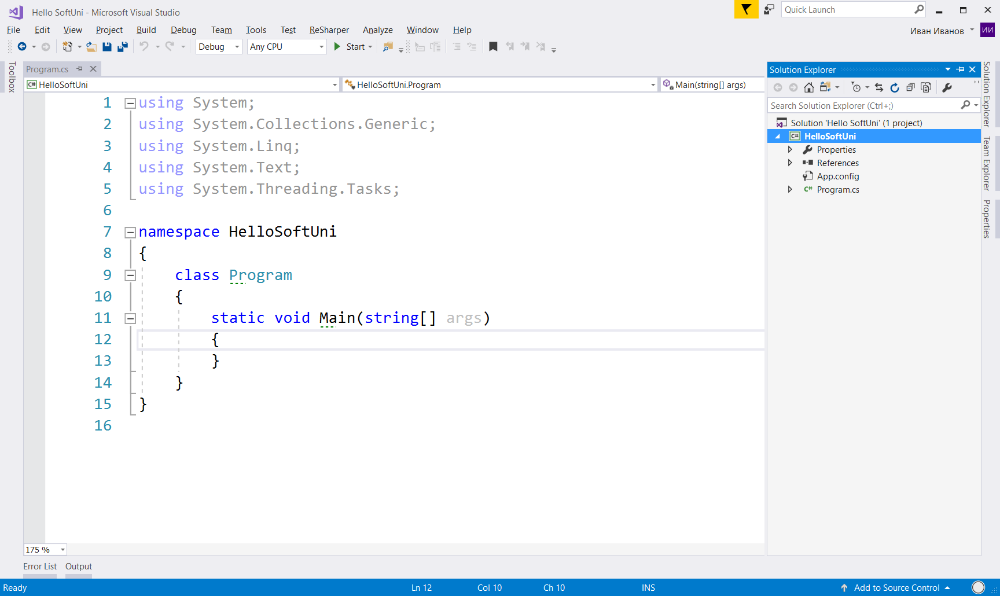 Hello SoftUni - Microsoft Visual Studio
Quick Launch
File Edit View Project Build Debug Team Tools Test ReSharper Analyze Window Help
Иван Иванов ИИ
Debug Any CPU Start
Toolbox
Program.cs
HelloSoftUni HelloSoftUni.Program Main(string[] args)
1 using System;
2 using System.Collections.Generic;
3 using System.Linq;
4 using System.Text;
5 using System.Threading.Tasks;
6
7 namespace HelloSoftUni
8 {
9 class Program
10 {
11 static void Main(string[] args)
12 {
13 }
14 }
15 }
16
175 %
Solution Explorer
Search Solution Explorer (Ctrl+;)
Solution 'Hello SoftUni' (1 project)
C# HelloSoftUni
Properties
References
App.config
C# Program.cs
Solution Explorer
Team Explorer
Properties
Error List Output
Ready Ln 12 Col 10 Ch 10 INS Add to Source Control